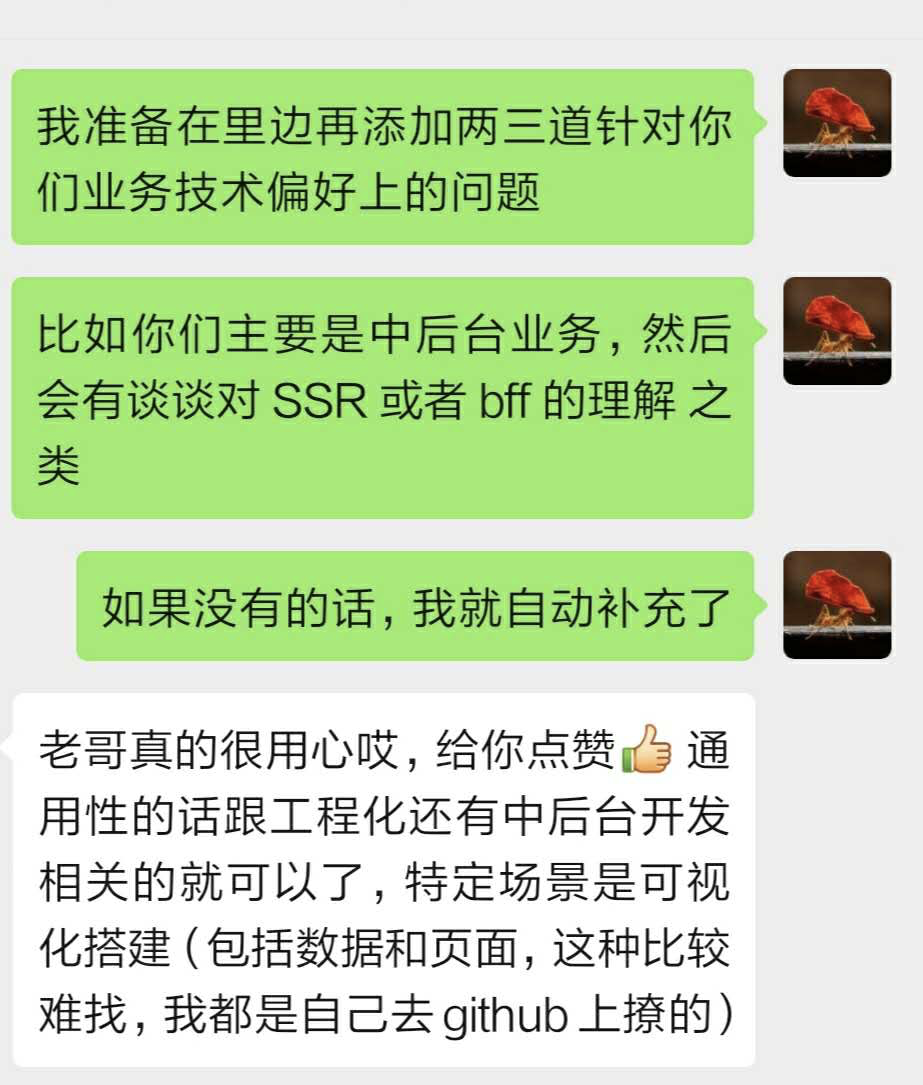 我准备在里边再添加两三道针对你
们业务技术偏好上的问题
比如你们主要是中后台业务，然后
会有谈谈对 SSR 或者 bff 的理解 之
类
如果没有的话，我就自动补充了
老哥真的很用心哎，给你点赞👍 通
用性的话跟工程化还有中后台开发
相关的就可以了，特定场景是可视
化搭建（包括数据和页面，这种比较
难找，我都是自己去 github 上撩的）